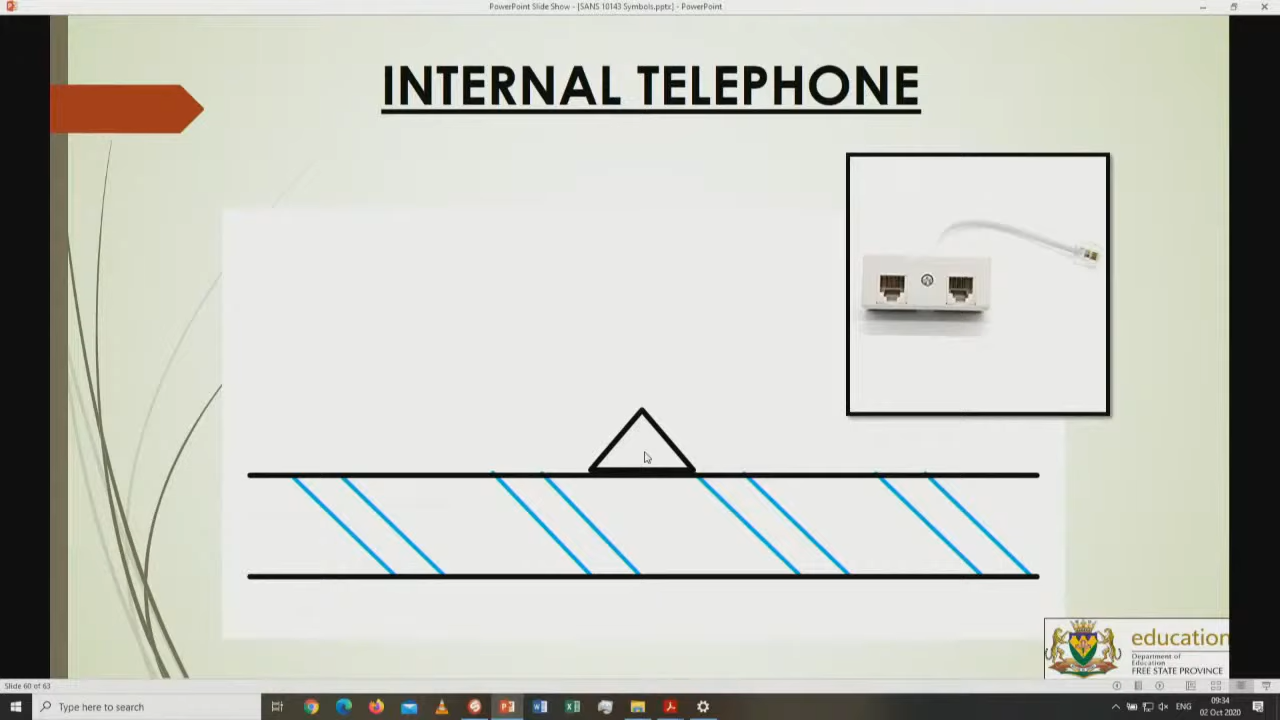 PowerPoint Slide Show - [SANS 10143 Symbols.pptx] - PowerPoint
INTERNAL TELEPHONE
education
Department of
Education
FREE STATE PROVINCE
Slide 60 of 63
Type here to search
ENG
09:34
02 Oct 2020